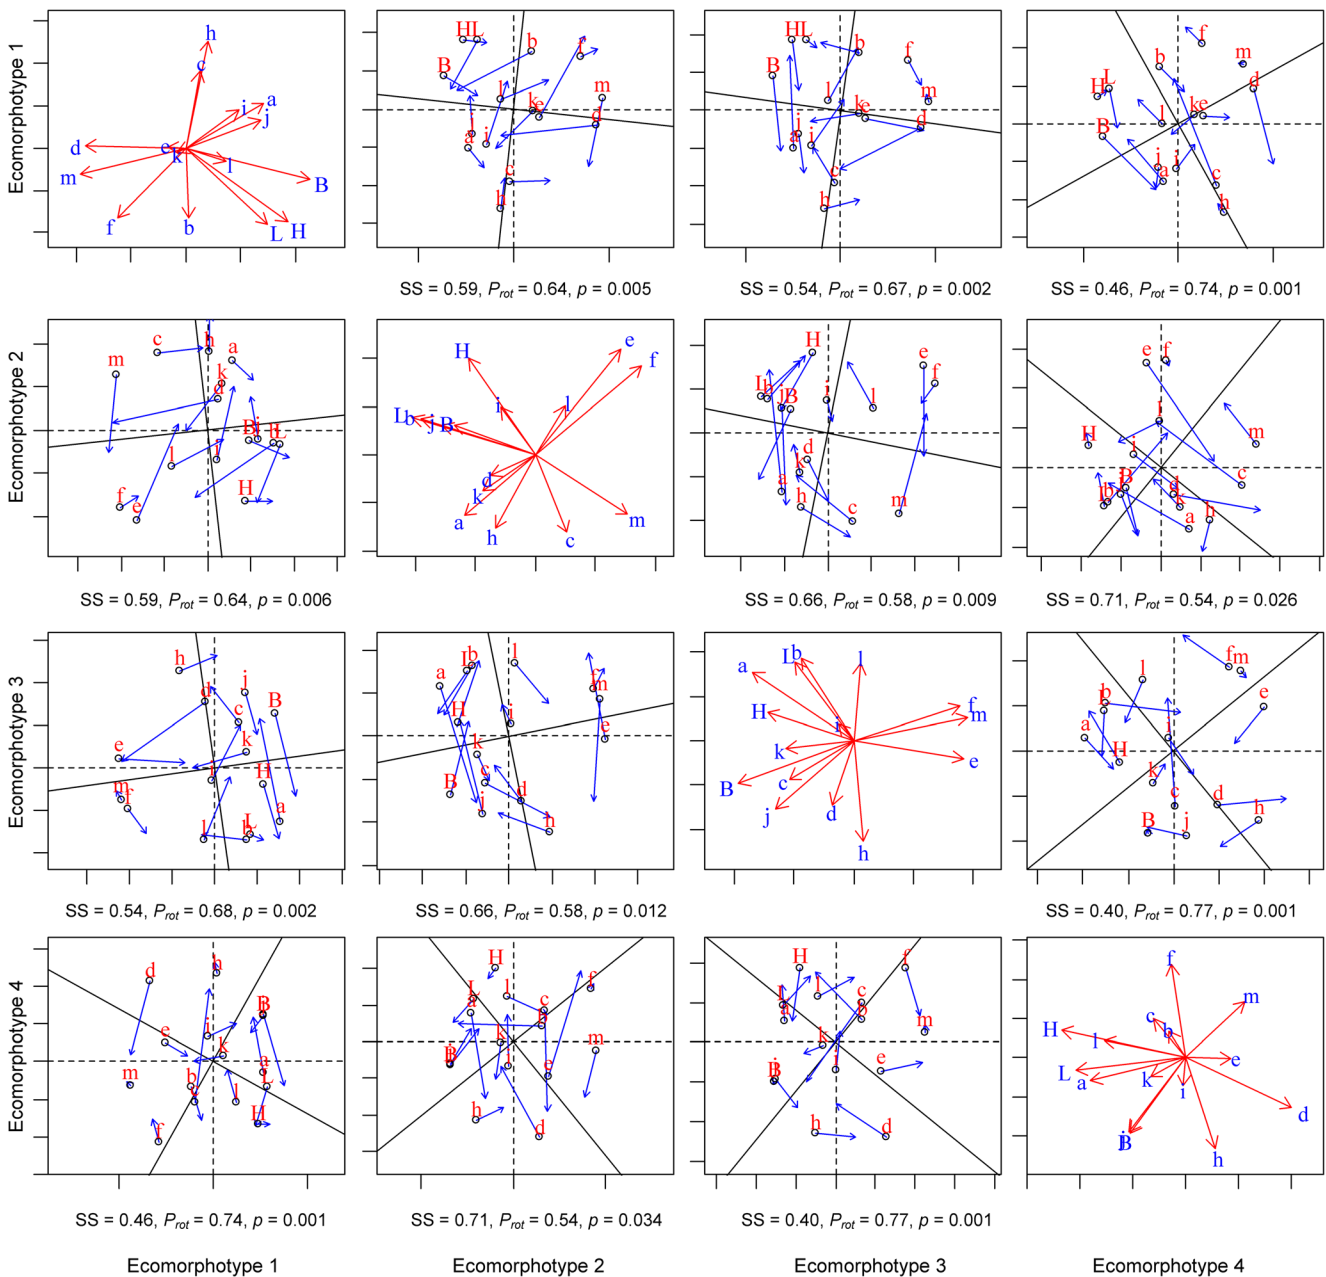 Ecomorphotype 1
h
c
i
a
j
d
e
k
l
m
B
f
b
L
H
HL
B
b
f
l
k
e
m
d
j
i
a
c
h
HL
B
b
f
l
k
e
m
d
j
a
i
c
h
f
b
m
H
L
d
l
k
e
B
i
j
a
c
h
SS = 0.59, Prot = 0.64, p = 0.005
SS = 0.54, Prot = 0.67, p = 0.002
SS = 0.46, Prot = 0.74, p = 0.001
Ecomorphotype 2
c
h
a
m
k
d
B
j
b
L
l
i
H
f
e
H
e
f
L
b
j
B
i
l
d
k
a
h
c
m
H
e
f
L
b
j
B
i
l
d
k
a
h
c
m
e
f
H
i
l
m
L
b
j
B
d
k
c
a
h
SS = 0.59, Prot = 0.64, p = 0.006
SS = 0.66, Prot = 0.58, p = 0.009
SS = 0.71, Prot = 0.54, p = 0.026
Ecomorphotype 3
h
d
j
B
c
e
k
i
H
m
f
l
b
L
a
L
b
l
a
H
i
f
m
e
k
c
B
j
d
h
L
b
l
a
H
i
f
m
k
e
B
c
j
d
h
l
f
m
b
L
e
a
i
H
k
c
d
B
j
h
SS = 0.54, Prot = 0.68, p = 0.002
SS = 0.66, Prot = 0.58, p = 0.012
SS = 0.40, Prot = 0.77, p = 0.001
Ecomorphotype 4
d
h
B
e
i
k
m
b
c
a
L
l
H
f
H
L
a
l
c
b
f
k
m
B
i
e
h
d
H
f
L
a
l
c
b
m
k
i
e
B
h
d
f
m
c
H
l
b
e
L
a
k
i
d
j
B
h
SS = 0.46, Prot = 0.74, p = 0.001
SS = 0.71, Prot = 0.54, p = 0.034
SS = 0.40, Prot = 0.77, p = 0.001
Ecomorphotype 1
Ecomorphotype 2
Ecomorphotype 3
Ecomorphotype 4